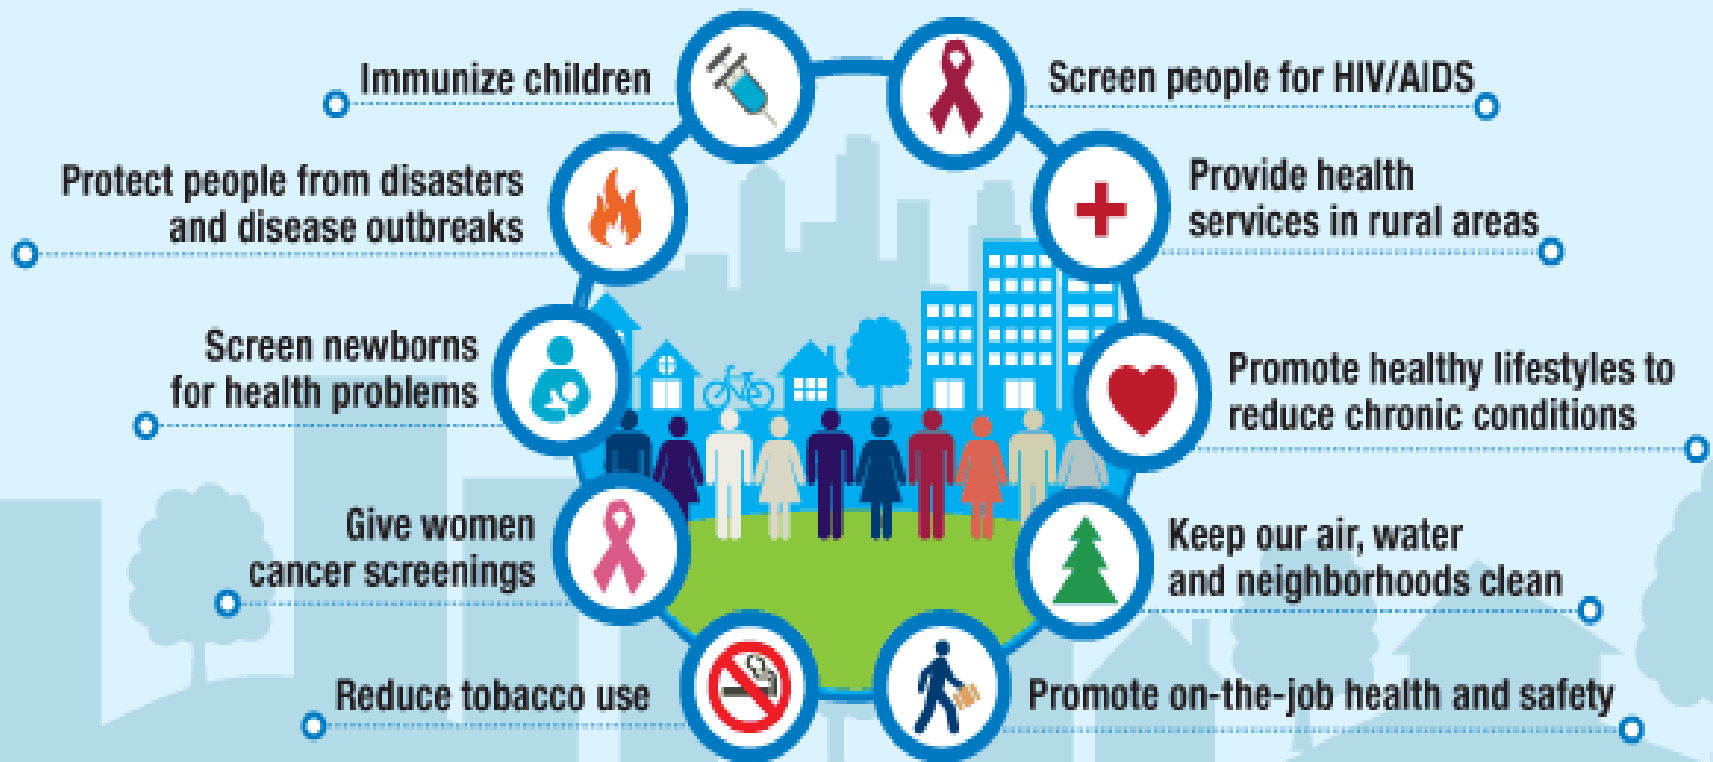 Immunize children
Screen people for HIV/AIDS
Protect people from disasters
and disease outbreaks
Provide health
services in rural areas
Screen newborns
for health problems
Promote healthy lifestyles to
reduce chronic conditions
Give women
cancer screenings
Keep our air, water
and neighborhoods clean
Reduce tobacco use
Promote on-the-job health and safety